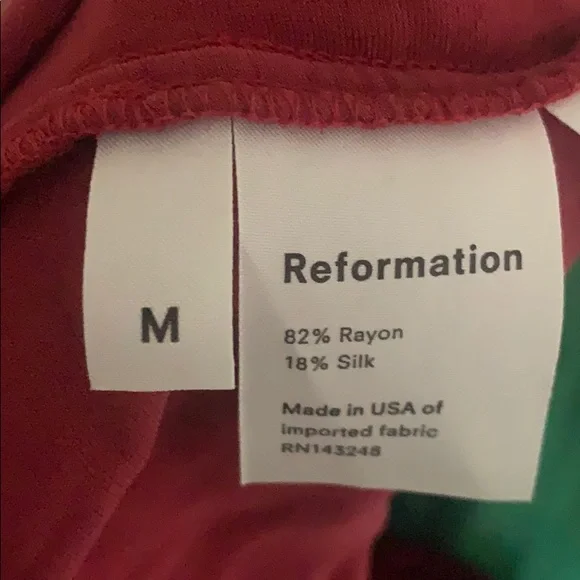 M
Reformation
82% Rayon
18% Silk
Made in USA of
imported fabric
RN143248